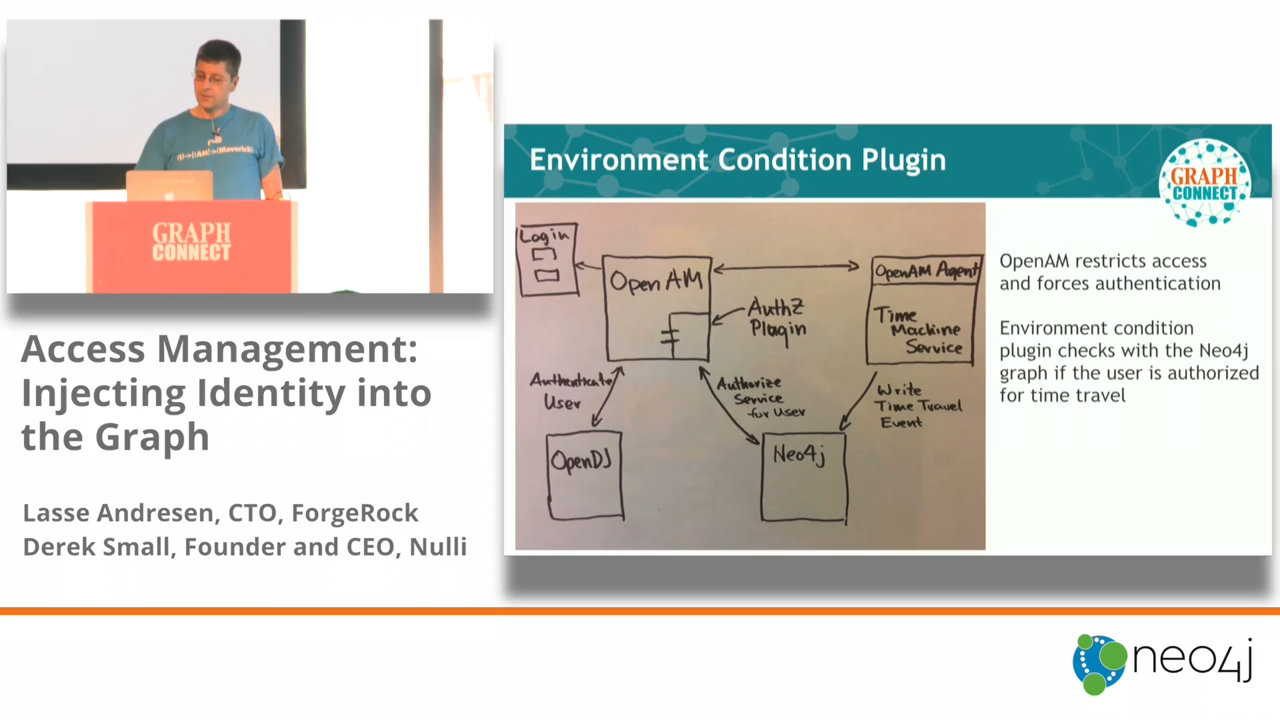 (i)->[:AM]->(Maverick)
GRAPH
CONNECT
Access Management:
Injecting Identity into
the Graph
Lasse Andresen, CTO, ForgeRock
Derek Small, Founder and CEO, Nulli
Environment Condition Plugin
GRAPH
CONNECT
Login
OpenAM
AuthZ
Plugin
OpenAM Agent
Time
Machine
Service
Authenticate
User
Authorize
Service
for User
Write
Time Travel
Event
OpenDJ
Neo4j
OpenAM restricts access
and forces authentication
Environment condition
plugin checks with the Neo4j
graph if the user is authorized
for time travel
neo4j